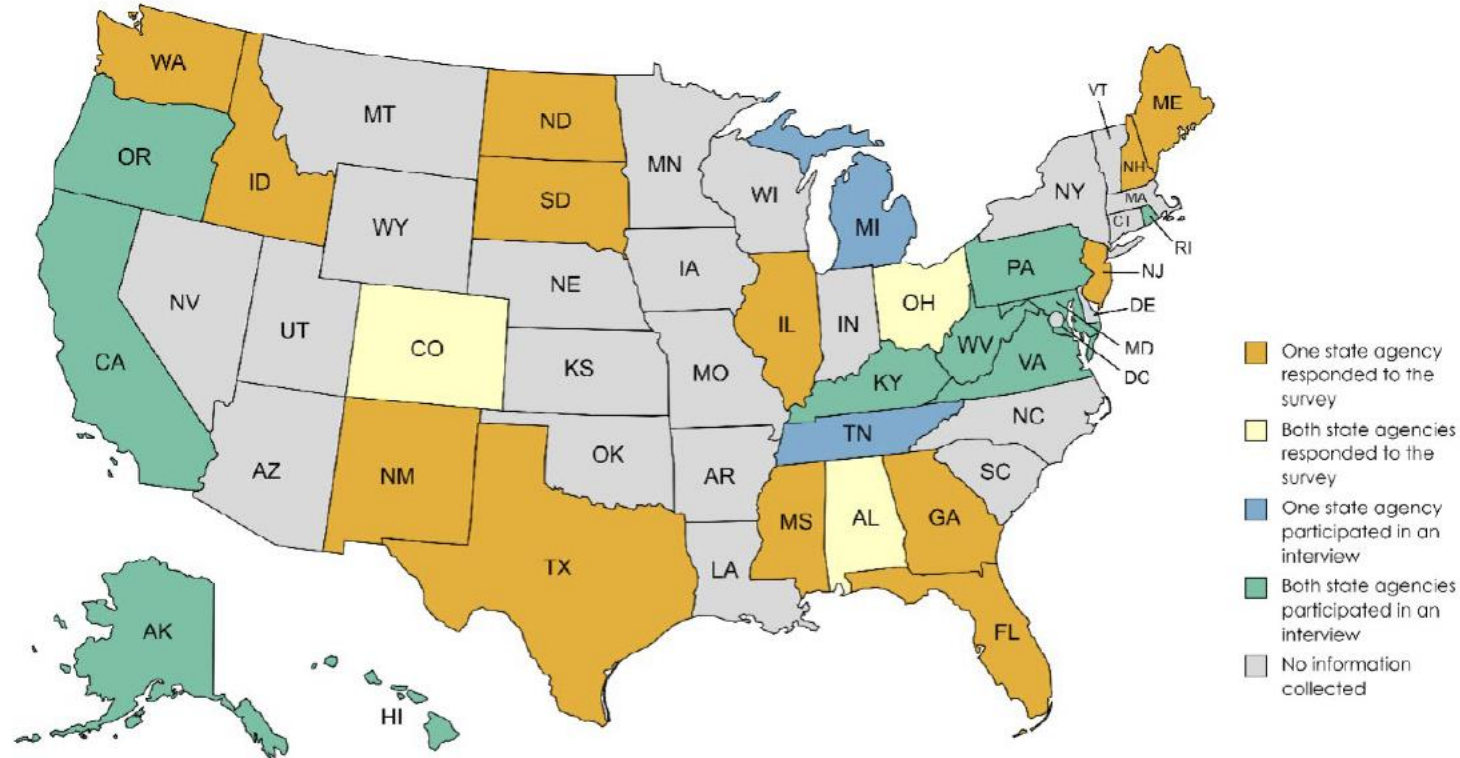 WA
MT
ND
MN
VT
ME
OR
ID
SD
WI
NY
NH
MA
WY
MI
CT
RI
IA
PA
NJ
NE
NV
UT
CO
IL
IN
OH
DE
WV
MD
CA
KS
MO
KY
VA
DC
NC
TN
OK
AZ
NM
AR
SC
MS
AL
GA
TX
LA
FL
AK
HI
One state agency
responded to the
survey
Both state agencies
responded to the
survey
One state agency
participated in an
interview
Both state agencies
participated in an
interview
No information
collected